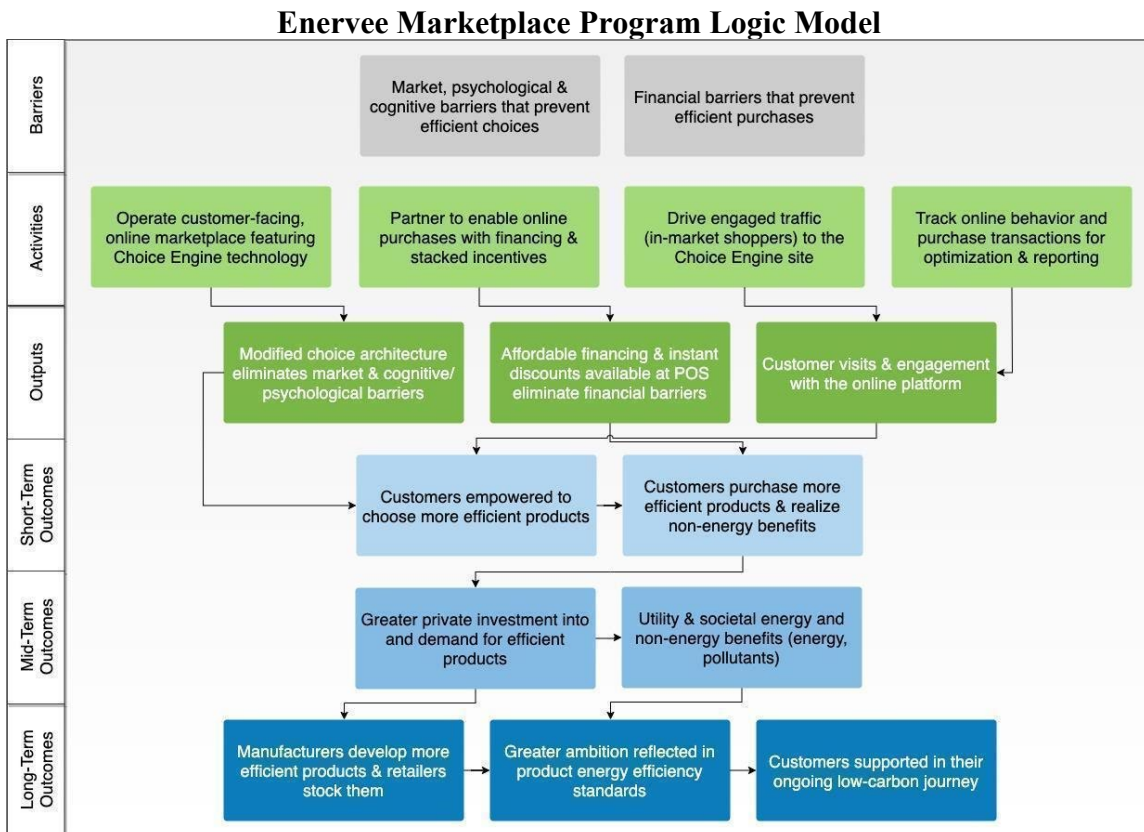 Enervee Marketplace Program Logic Model
Barriers
Market, psychological &
cognitive barriers that prevent
efficient choices
Financial barriers that prevent
efficient purchases
Activities
Operate customer-facing,
online marketplace featuring
Choice Engine technology
Partner to enable online
purchases with financing &
stacked incentives
Drive engaged traffic
(in-market shoppers) to the
Choice Engine site
Track online behavior and
purchase transactions for
optimization & reporting
Outputs
Modified choice architecture
eliminates market & cognitive/
psychological barriers
Affordable financing & instant
discounts available at POS
eliminate financial barriers
Customer visits & engagement
with the online platform
Short-Term
Outcomes
Customers empowered to
choose more efficient products
Customers purchase more
efficient products & realize
non-energy benefits
Mid-Term
Outcomes
Greater private investment into
and demand for efficient
products
Utility & societal energy and
non-energy benefits (energy,
pollutants)
Long-Term
Outcomes
Manufacturers develop more
efficient products & retailers
stock them
Greater ambition reflected in
product energy efficiency
standards
Customers supported in their
ongoing low-carbon journey